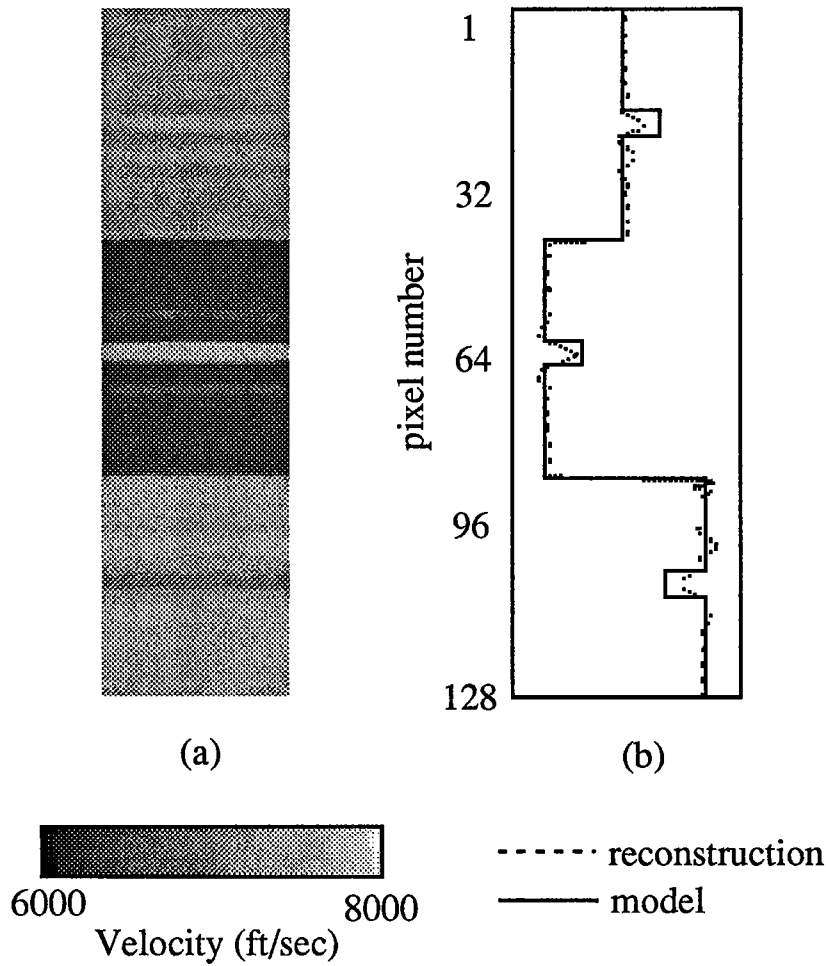 1
32
64
96
128
pixel number
(a)
(b)
6000
8000
Velocity (ft/sec)
reconstruction
model